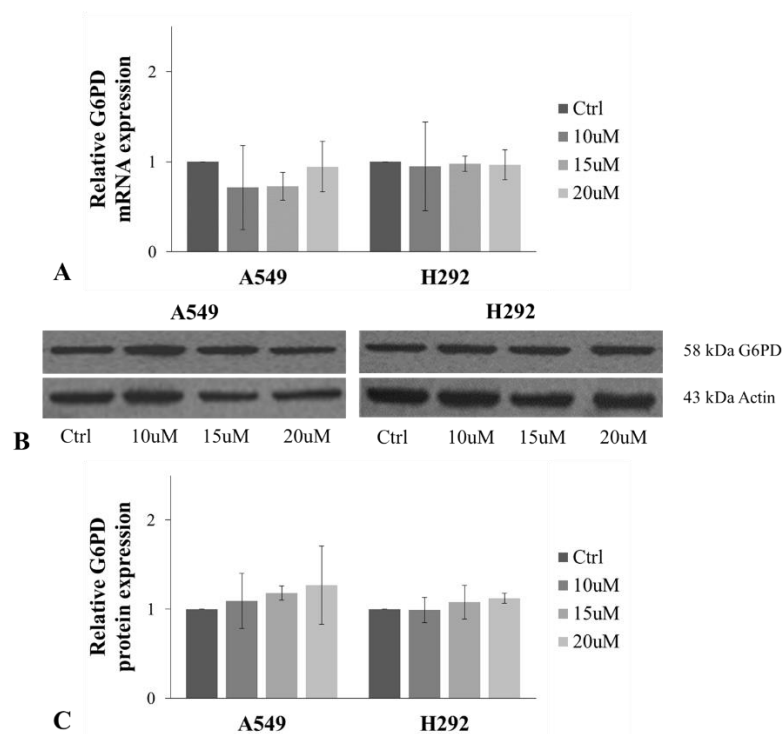 Relative G6PD
mRNA expression
2
1
0
A549
H292
Ctrl
10uM
15uM
20uM
A
A549
H292
58 kDa G6PD
43 kDa Actin
Ctrl 10uM 15uM 20uM
Ctrl 10uM 15uM 20uM
B
Relative G6PD
protein expression
2
1
0
A549
H292
Ctrl
10uM
15uM
20uM
C